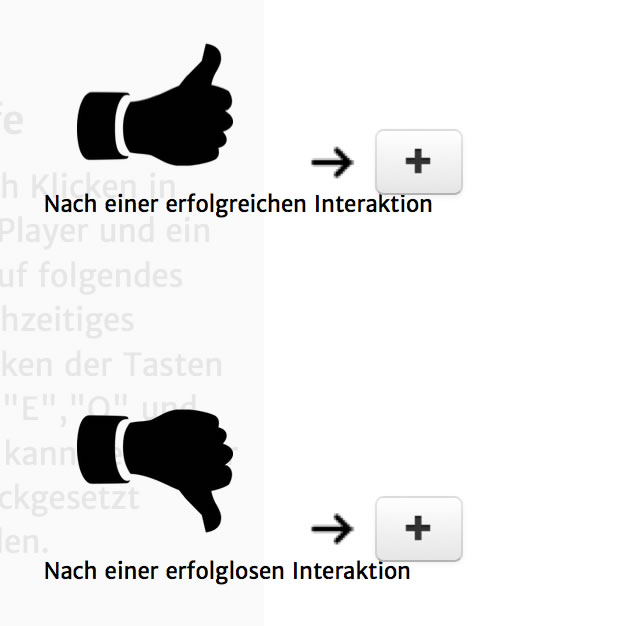 fe
h Klicken in
Nach einer erfolgreichen Interaktion
Player und ein
uf folgendes
hzeitiges
ken der Tasten
"E","O" und
kann
ckgesetzt
len.
Nach einer erfolglosen Interaktion